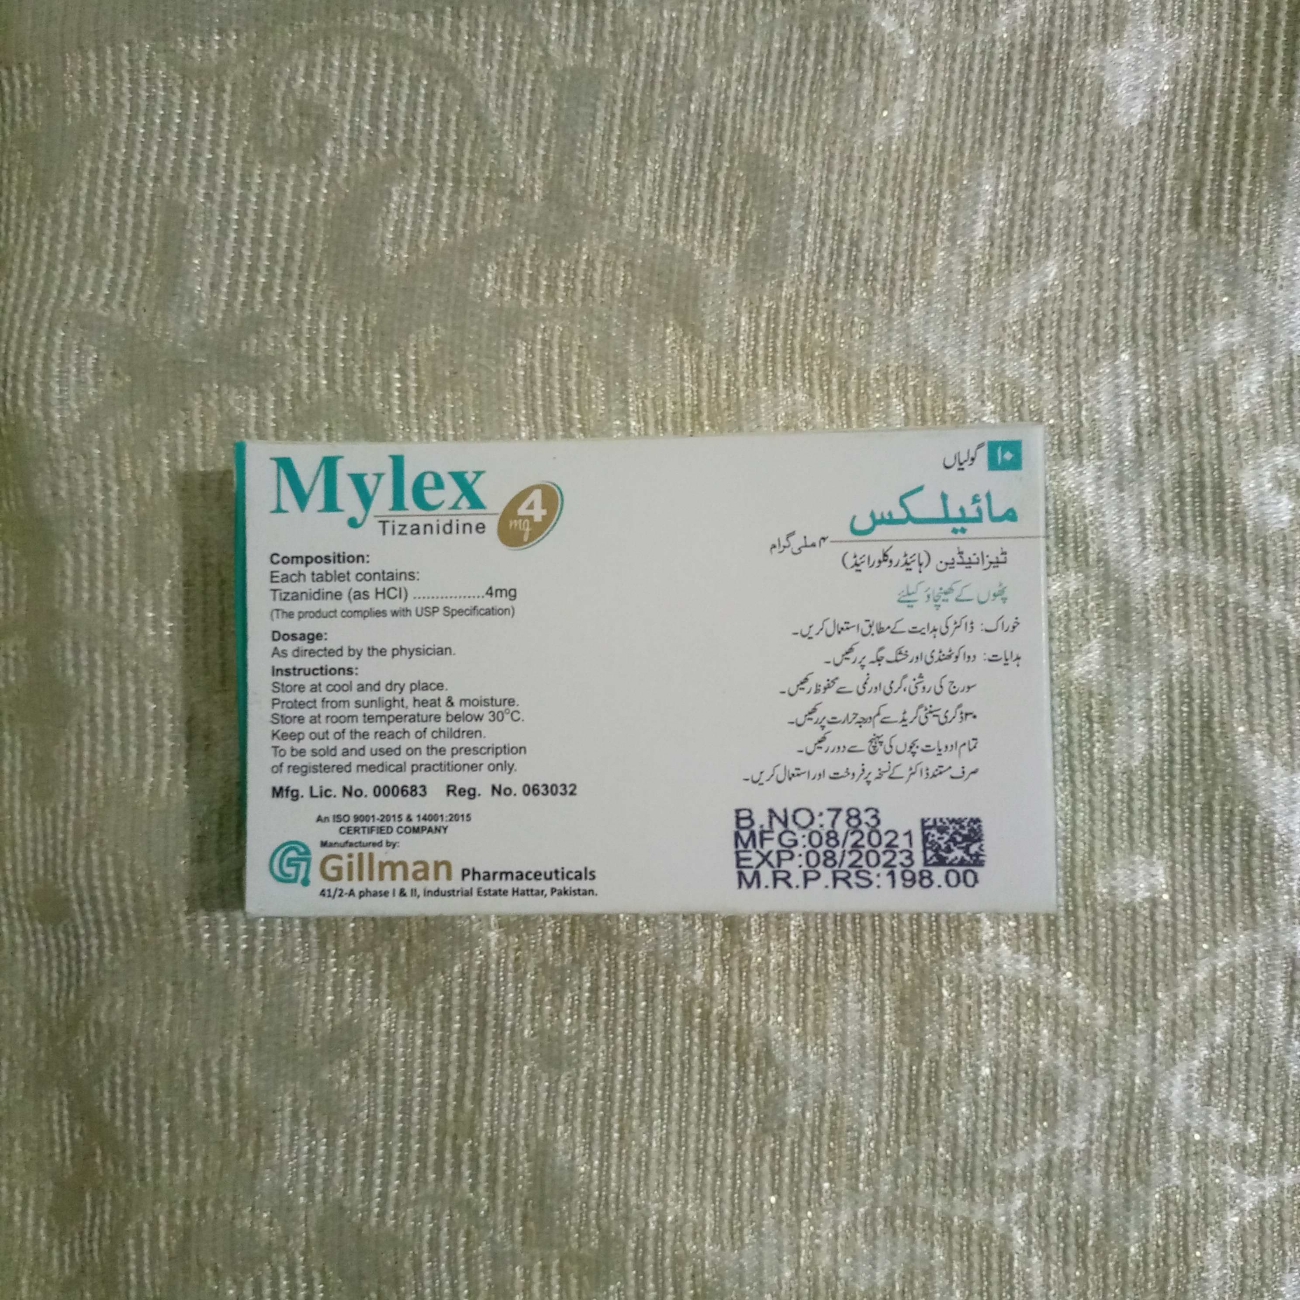 Mylex
4
mg
Tizanidine
Composition:
Each tablet contains:
Tizanidine (as HCl) ................4mg
(The product complies with USP Specification)
Dosage:
As directed by the physician.
Instructions:
Store at cool and dry place.
Protect from sunlight, heat & moisture.
Store at room temperature below 30°C.
Keep out of the reach of children.
To be sold and used on the prescription
of registered medical practitioner only.
Mfg. Lic. No. 000683 Reg. No. 063032
An ISO 9001-2015 & 14001:2015
CERTIFIED COMPANY
Manufactured by:
Gillman Pharmaceuticals
41/2-A phase I & II, Industrial Estate Hattar, Pakistan.
۱۰ گولیاں
مائیلکس
۴ ملی گرام
ٹیزانیڈین (ہائیڈروکلورائیڈ)
پٹھوں کے کھینچاؤ کیلئے
خوراک: ڈاکٹر کی ہدایت کے مطابق استعمال کریں۔
ہدایات: دوا کو ٹھنڈی اور خشک جگہ پر رکھیں۔
سورج کی روشنی، گرمی اور نمی سے محفوظ رکھیں۔
۳۰ ڈگری سینٹی گریڈ سے کم درجہ حرارت پر رکھیں۔
تمام ادویات بچوں کی پہنچ سے دور رکھیں۔
صرف مستند ڈاکٹر کے نسخہ پر فروخت اور استعمال کریں۔
B.NO:783
MFG:08/2021
EXP:08/2023
M.R.P.RS:198.00